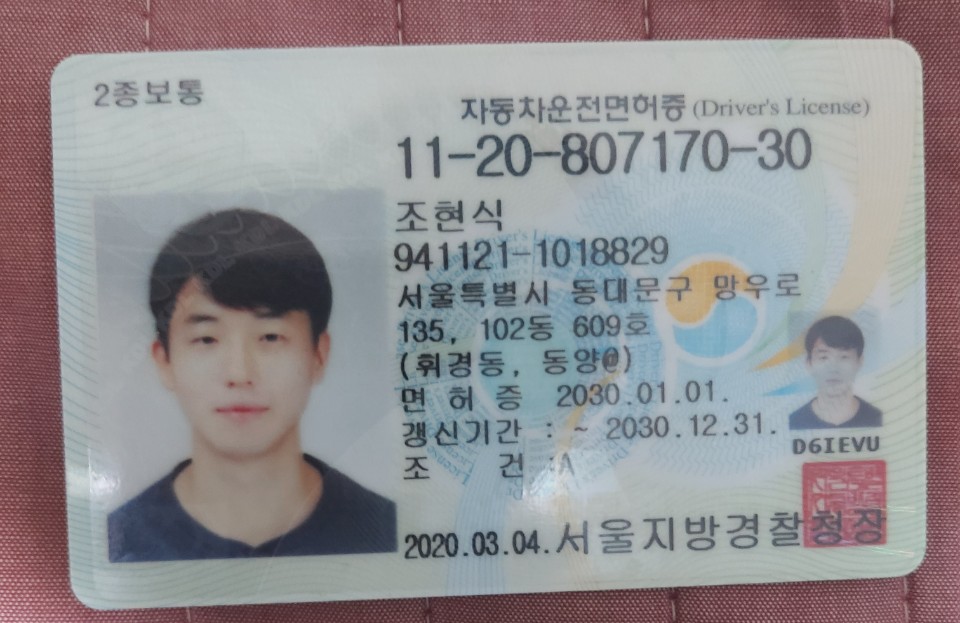 2종보통
자동차운전면허증 (Driver's License)
11-20-807170-30
조현식
941121-1018829
서울특별시 동대문구 망우로
135, 102동 609호
(휘경동, 동양@)
면 허 증 2030.01.01.
갱신기간 : ~ 2030.12.31.
조 건 A
D6IEVU
2020.03.04. 서울지방경찰청장